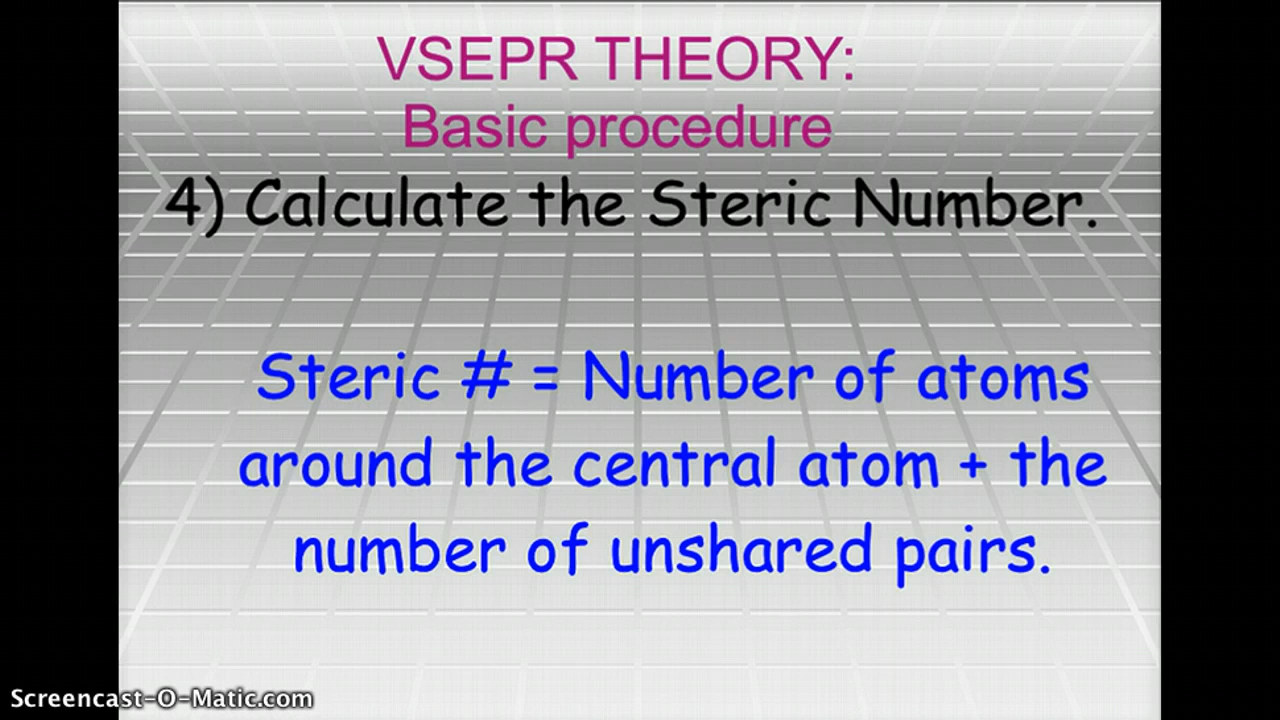 VSEPR THEORY:
Basic procedure
4) Calculate the Steric Number.
Steric # = Number of atoms
around the central atom + the
number of unshared pairs.
Screencast-O-Matic.com